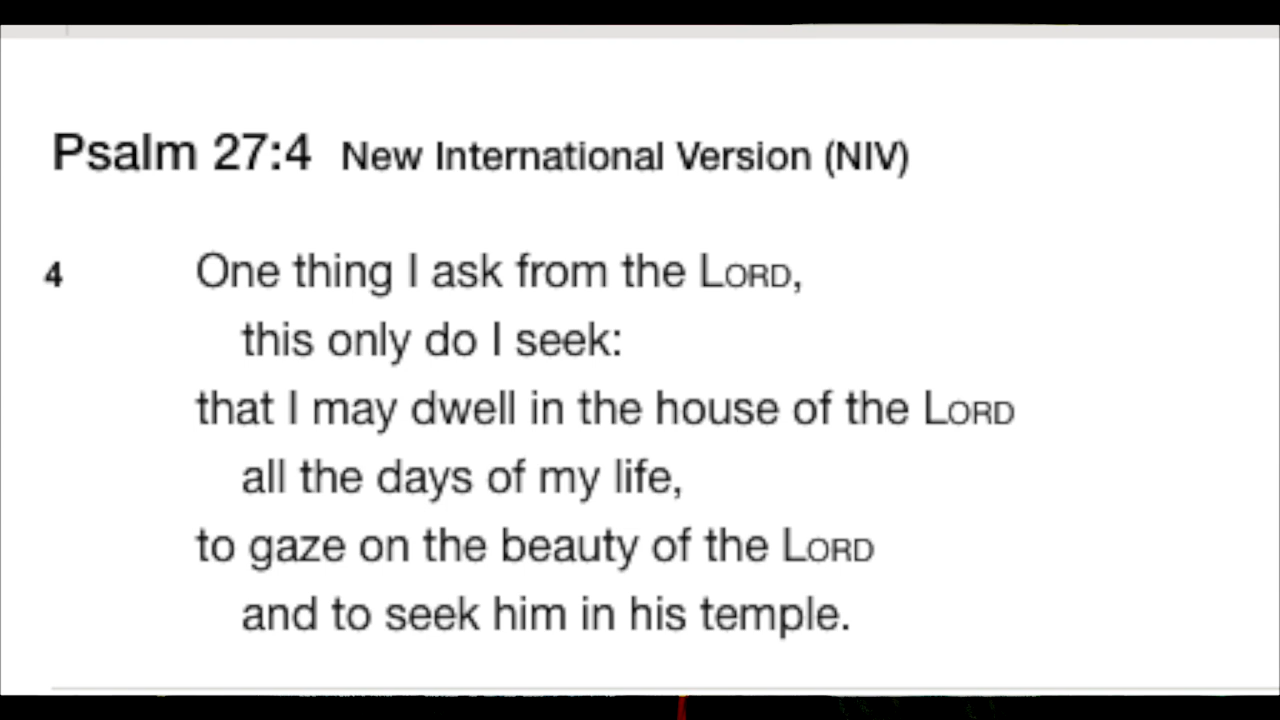 Psalm 27:4 New International Version (NIV)
4 One thing I ask from the LORD,
this only do I seek:
that I may dwell in the house of the LORD
all the days of my life,
to gaze on the beauty of the LORD
and to seek him in his temple.